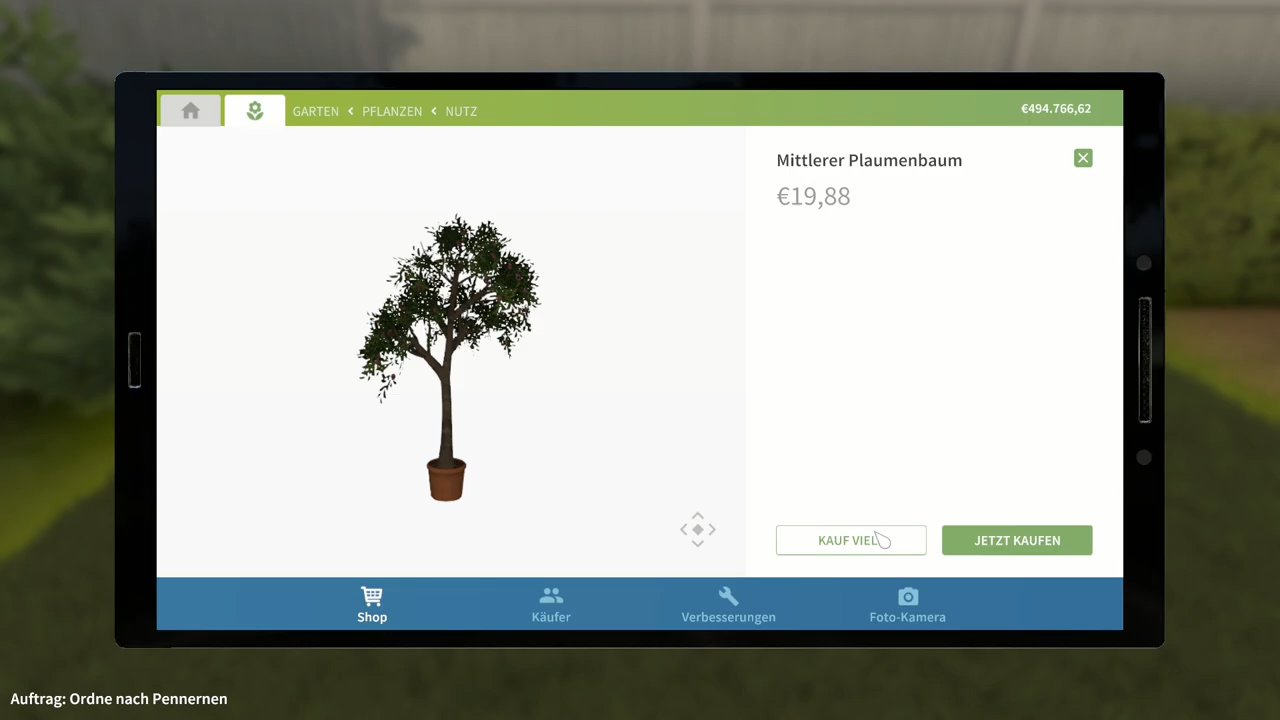 GARTEN < PFLANZEN < NUTZ
€494.766,62
Mittlerer Plaumenbaum
€19,88
KAUF VIEL
JETZT KAUFEN
Shop
Käufer
Verbesserungen
Foto-Kamera
Auftrag: Ordne nach Pennernen